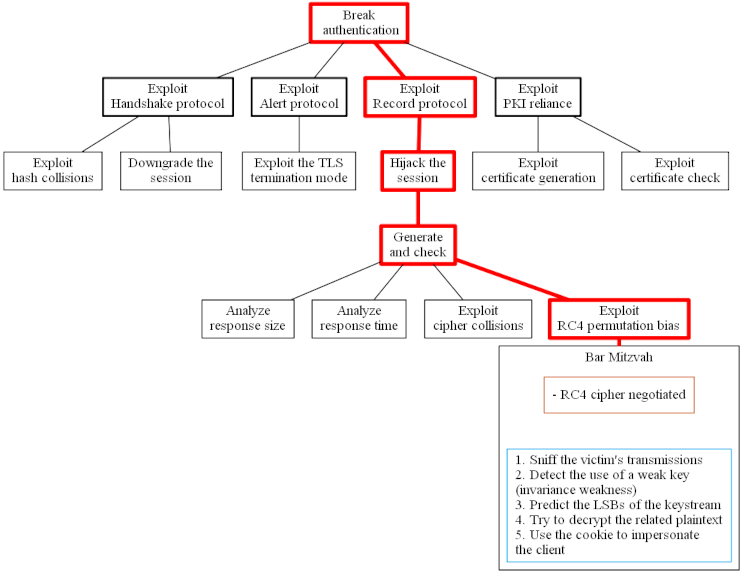 Break
authentication
Exploit
Handshake protocol
Exploit
Alert protocol
Exploit
Record protocol
Exploit
PKI reliance
Exploit
hash collisions
Downgrade the
session
Exploit the TLS
termination mode
Hijack the
session
Exploit
certificate generation
Exploit
certificate check
Generate
and check
Analyze
response size
Analyze
response time
Exploit
cipher collisions
Exploit
RC4 permutation bias
Bar Mitzvah
- RC4 cipher negotiated
1. Sniff the victim's transmissions
2. Detect the use of a weak key
(invariance weakness)
3. Predict the LSBs of the keystream
4. Try to decrypt the related plaintext
5. Use the cookie to impersonate
the client